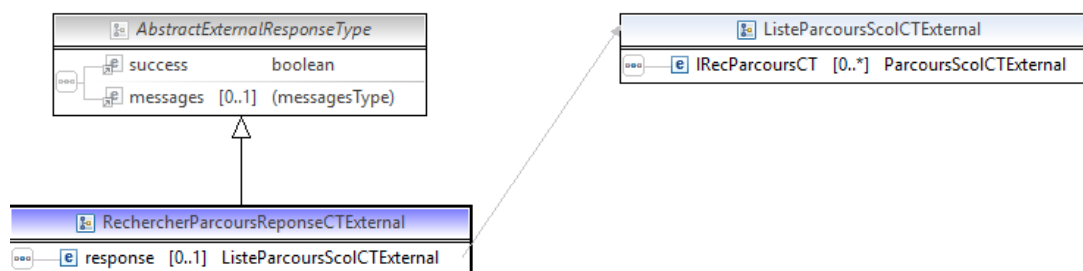 AbstractExternalResponseType
success boolean
messages [0..1] (messagesType)
RechercherParcoursReponseCTExternal
response [0..1] ListeParcoursScolCTExternal
ListeParcoursScolCTExternal
lRecParcoursCT [0..*] ParcoursScolCTExternal